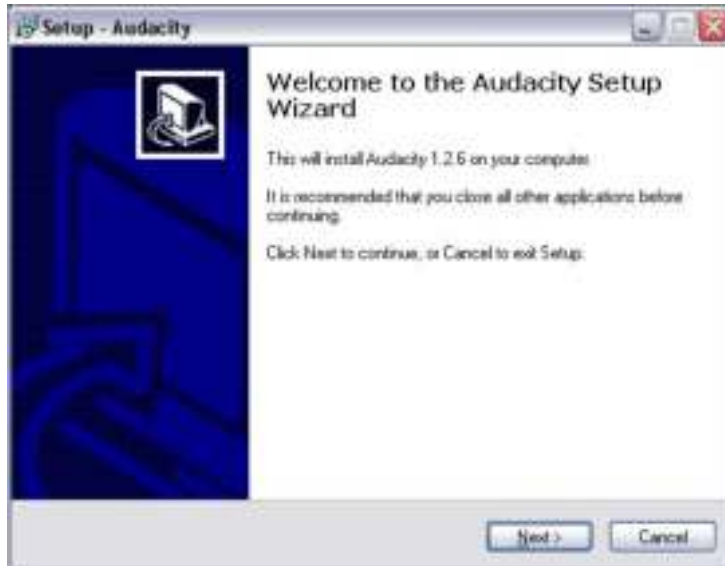 Setup - Audacity
Welcome to the Audacity Setup
Wizard
This will install Audacity 1.2.6 on your computer.
It is recommended that you close all other applications before
continuing.
Click Next to continue, or Cancel to exit Setup.
Next >
Cancel